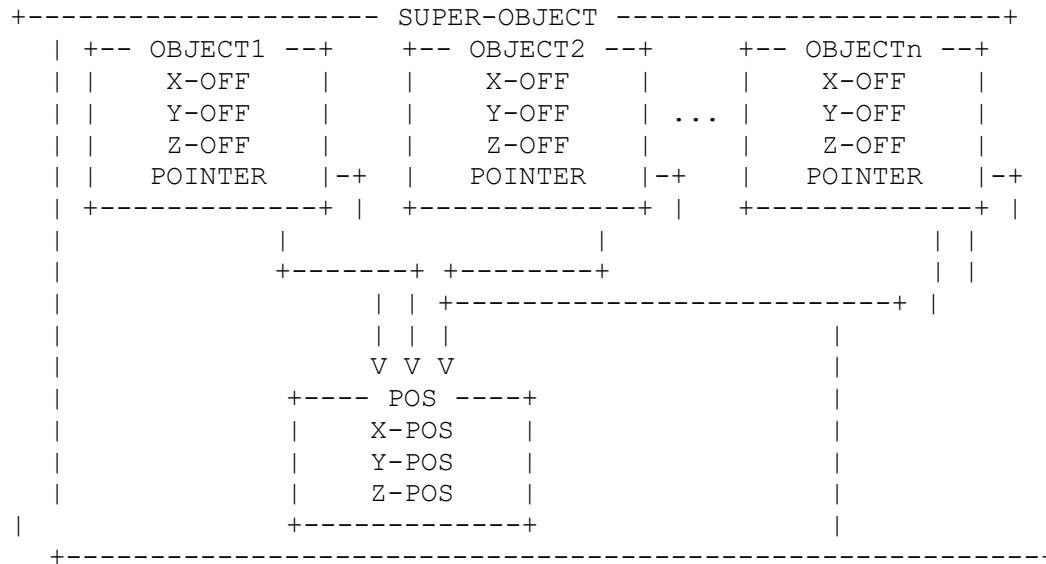 +--------------------- SUPER-OBJECT -----------------------+
| +-- OBJECT1 --+ +-- OBJECT2 --+ +-- OBJECTn --+
| | X-OFF | | X-OFF | | X-OFF |
| | Y-OFF | | Y-OFF | ... | Y-OFF |
| | Z-OFF | | Z-OFF | | Z-OFF |
| | POINTER |-+ | POINTER |-+ | POINTER |-+
| +-------------+ | +-------------+ | +-------------+ |
| | | | |
| +-------+ +--------+ | |
| | | +---------------------------+ |
| | | | |
| V V V |
| +---- POS ----+ |
| | X-POS | |
| | Y-POS | |
| | Z-POS | |
| +-------------+ |
+------------------------------------------------------------